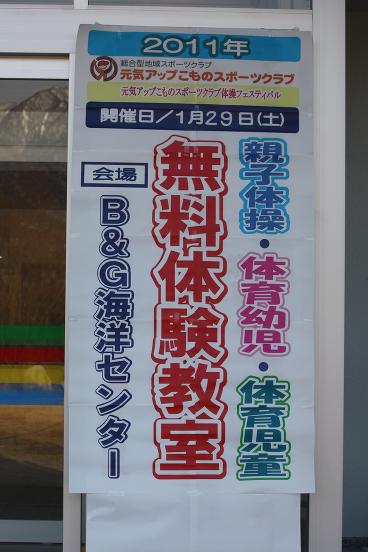 2011年
総合型地域スポーツクラブ
元気アップこものスポーツクラブ
元気アップこものスポーツクラブ体操フェスティバル
開催日/1月29日(土)
親子体操・体育幼児・体育児童
無料体験教室
会場
B&G海洋センター